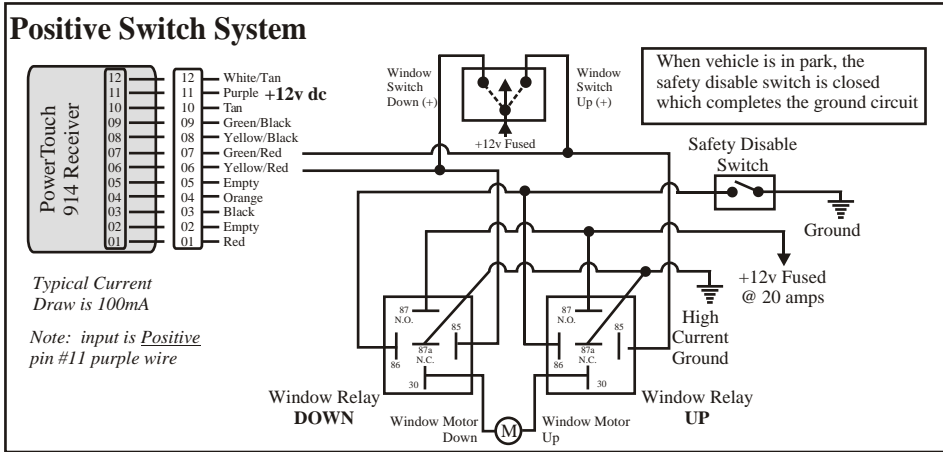 Positive Switch System
PowerTouch
914 Receiver
12
11
10
09
08
07
06
05
04
03
02
01
12 White/Tan
11 Purple +12v dc
10 Tan
09 Green/Black
08 Yellow/Black
07 Green/Red
06 Yellow/Red
05 Empty
04 Orange
03 Black
02 Empty
01 Red
Window
Switch
Down (+)
Window
Switch
Up (+)
+12v Fused
When vehicle is in park, the
safety disable switch is closed
which completes the ground circuit
Safety Disable
Switch
Ground
+12v Fused
@ 20 amps
High
Current
Ground
Typical Current
Draw is 100mA
Note: input is Positive
pin #11 purple wire
87
N.O.
85
86
87a
N.C.
30
Window Relay
DOWN
87
N.O.
85
86
87a
N.C.
30
Window Relay
UP
Window Motor
Down
M
Window Motor
Up